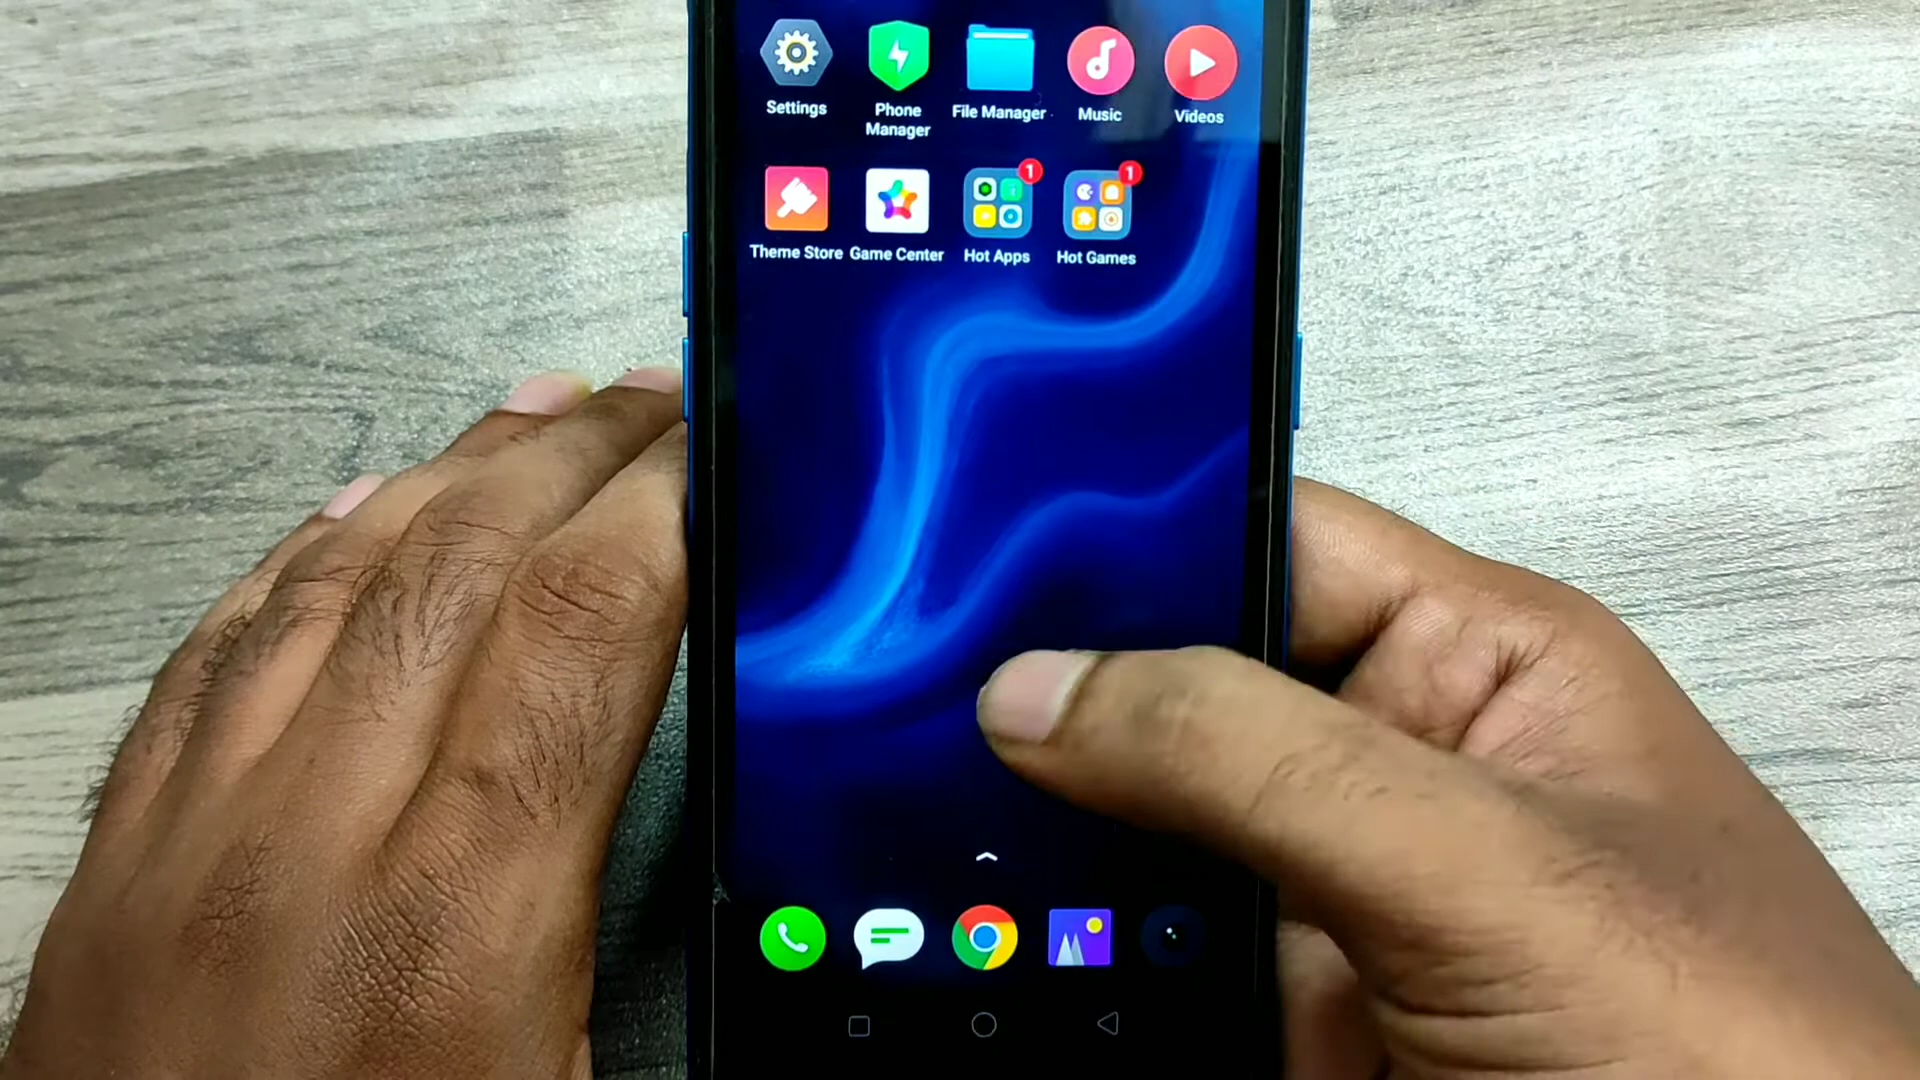 Settings
Phone
Manager
File Manager
Music
Videos
1
1
Theme Store
Game Center
Hot Apps
Hot Games